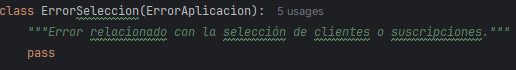 class ErrorSeleccion(ErrorAplicacion): 5 usages
"""Error relacionado con la selección de clientes o suscripciones."""
pass